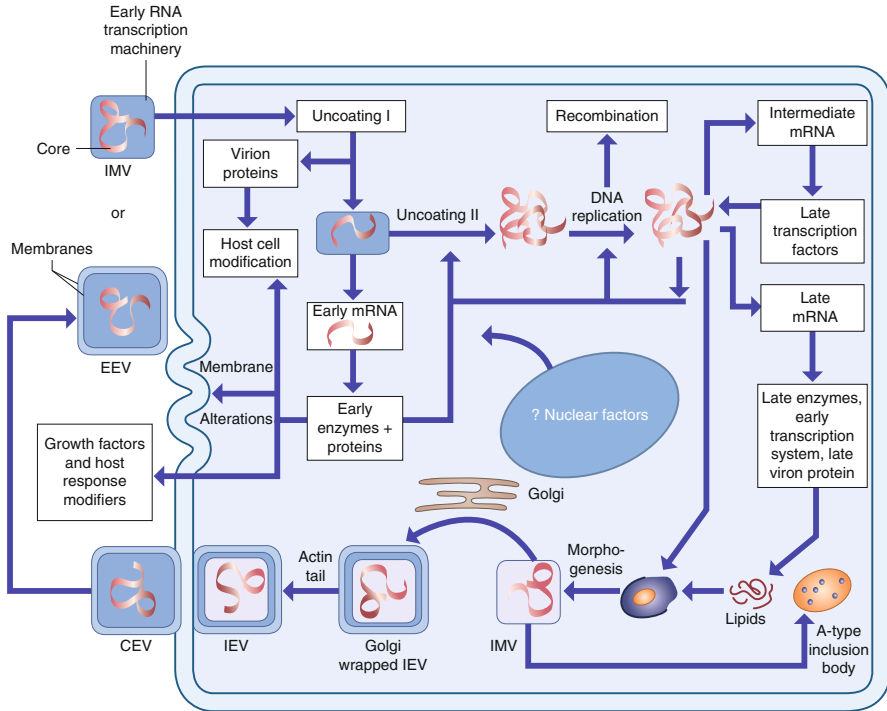 Early RNA
transcription
machinery
Core
IMV
or
Membranes
EEV
Uncoating I
Virion
proteins
Host cell
modification
Uncoating II
Early mRNA
Early
enzymes +
proteins
Membrane
Alterations
Growth factors
and host
response
modifiers
Recombination
DNA
replication
Intermediate
mRNA
Late
transcription
factors
Late
mRNA
Late enzymes,
early
transcription
system, late
viron protein
? Nuclear factors
Golgi
Morpho-
genesis
Lipids
A-type
inclusion
body
IMV
Golgi
wrapped IEV
Actin
tail
IEV
CEV